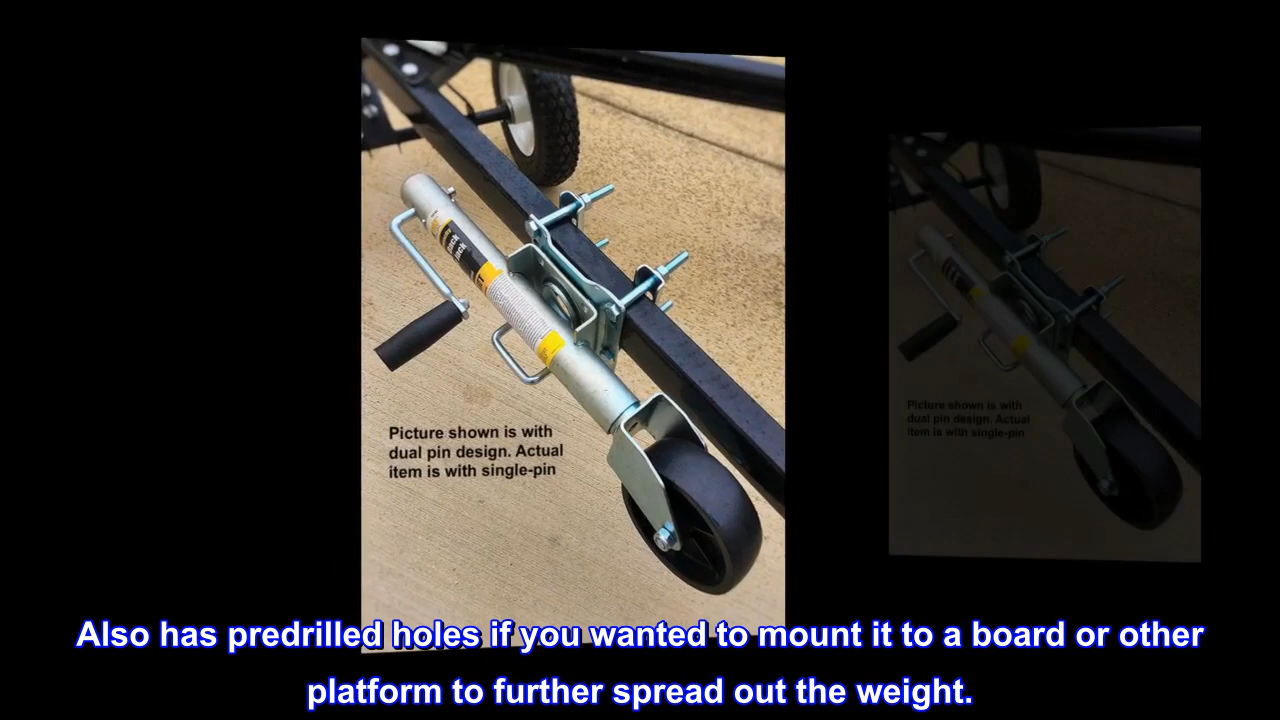 Jack
Jack
Picture shown is with
dual pin design. Actual
item is with single-pin
Picture shown is with
dual pin design. Actual
item is with single-pin
Also has predrilled holes if you wanted to mount it to a board or other
platform to further spread out the weight.